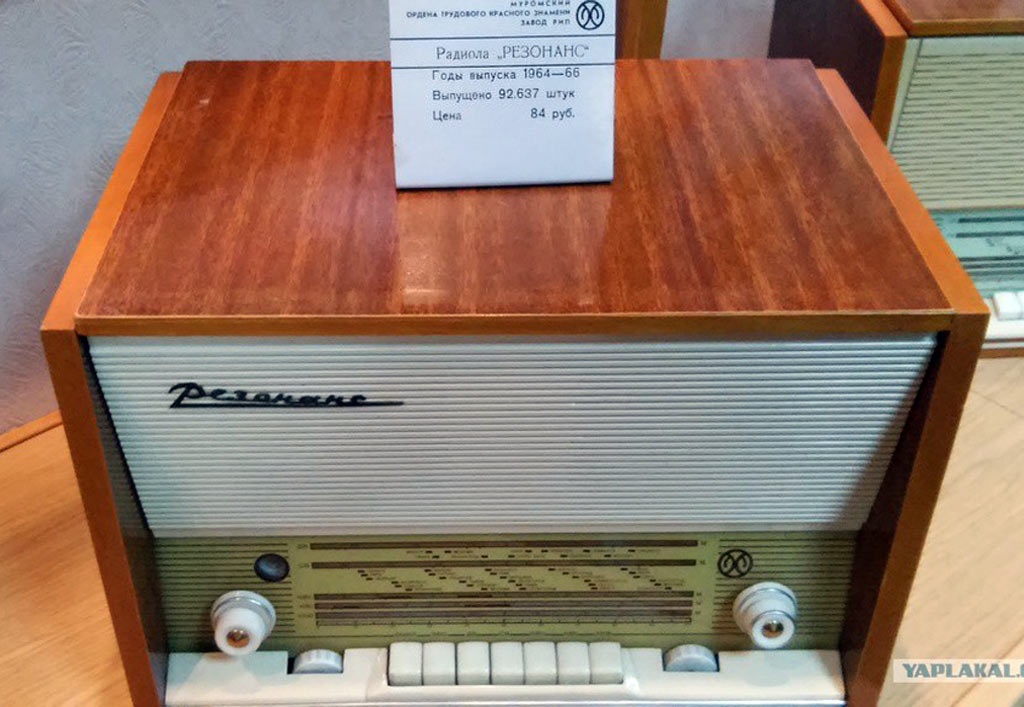 МУРОМСКИЙ
ОРДЕНА ТРУДОВОГО КРАСНОГО ЗНАМЕНИ
ЗАВОД РИП
Радиола „РЕЗОНАНС“
Годы выпуска 1964—66
Выпущено 92.637 штук
Цена 84 руб.
Резонанс
YAPLAKAL.C